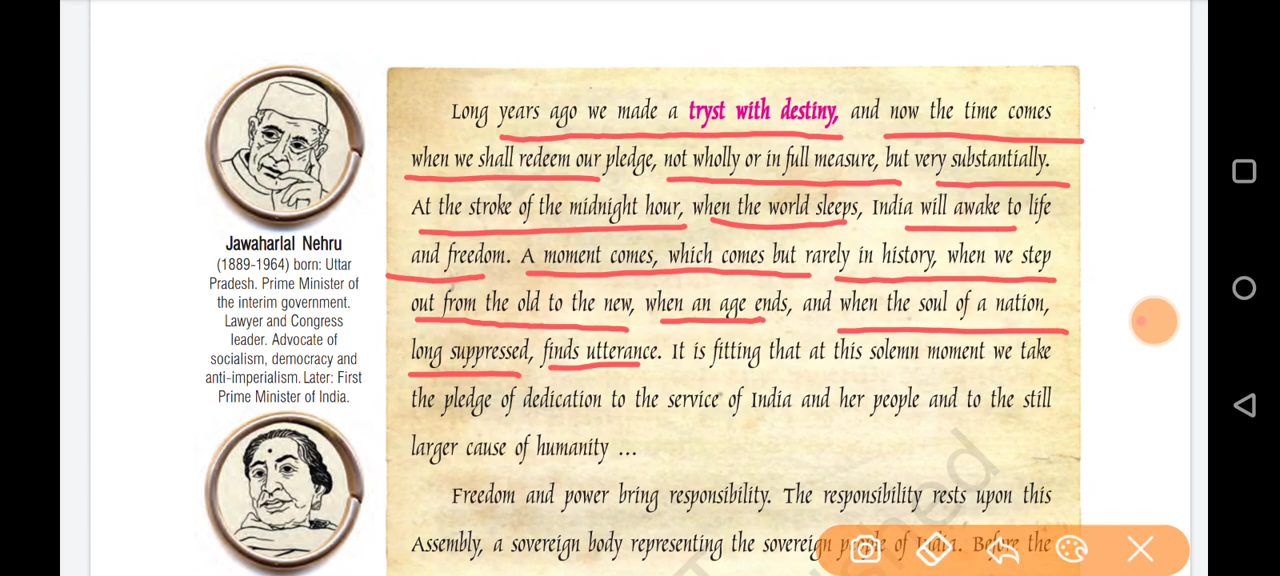 Jawaharlal Nehru
(1889-1964) born: Uttar
Pradesh. Prime Minister of
the interim government.
Lawyer and Congress
leader. Advocate of
socialism, democracy and
anti-imperialism. Later: First
Prime Minister of India.
Long years ago we made a tryst with destiny, and now the time comes
when we shall redeem our pledge, not wholly or in full measure, but very substantially.
At the stroke of the midnight hour, when the world sleeps, India will awake to life
and freedom. A moment comes, which comes but rarely in history, when we step
out from the old to the new, when an age ends, and when the soul of a nation,
long suppressed, finds utterance. It is fitting that at this solemn moment we take
the pledge of dedication to the service of India and her people and to the still
larger cause of humanity ...
Freedom and power bring responsibility. The responsibility rests upon this
Assembly, a sovereign body representing the sovereign people of India. Before the